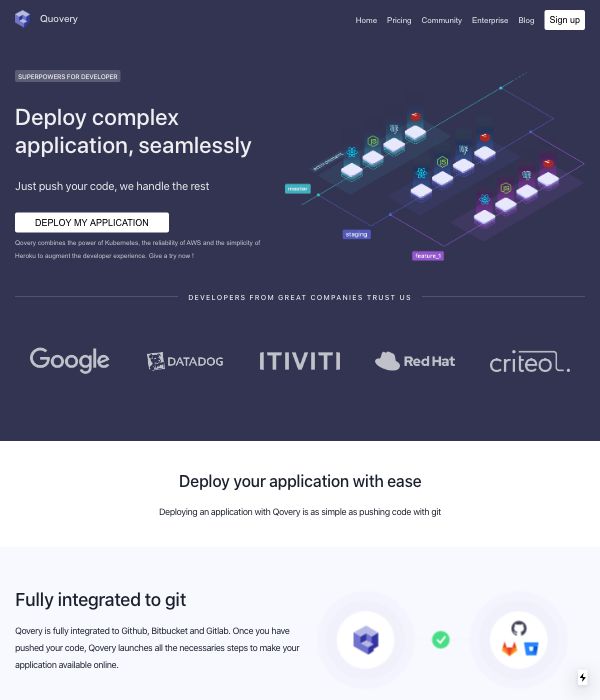 Quovery
Home Pricing Community Enterprise Blog Sign up
SUPERPOWERS FOR DEVELOPER
Deploy complex
application, seamlessly
Just push your code, we handle the rest
DEPLOY MY APPLICATION
Qovery combines the power of Kubernetes, the reliability of AWS and the simplicity of
Heroku to augment the developer experience. Give a try now !
master
staging
feature_1
DEVELOPERS FROM GREAT COMPANIES TRUST US
Google DATADOG ITIVITI Red Hat criteol.
Deploy your application with ease
Deploying an application with Qovery is as simple as pushing code with git
Fully integrated to git
Qovery is fully integrated to Github, Bitbucket and Gitlab. Once you have
pushed your code, Qovery launches all the necessaries steps to make your
application available online.